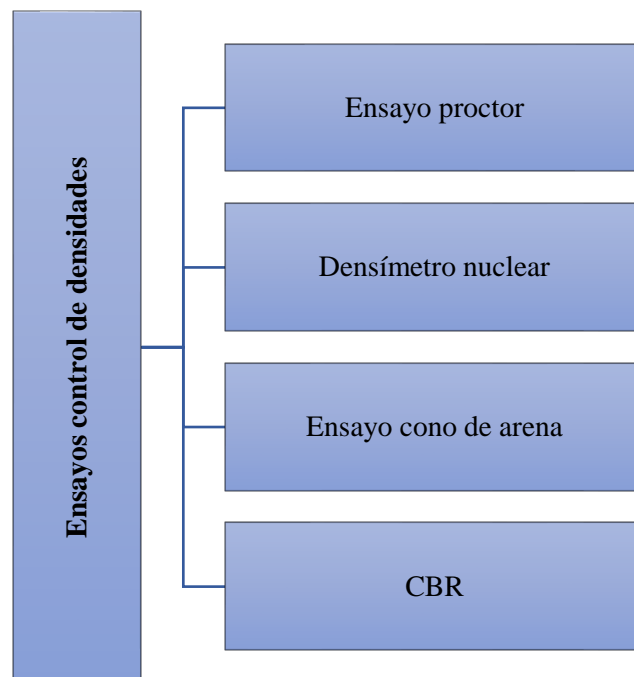 Ensayos control de densidades
Ensayo proctor
Densímetro nuclear
Ensayo cono de arena
CBR